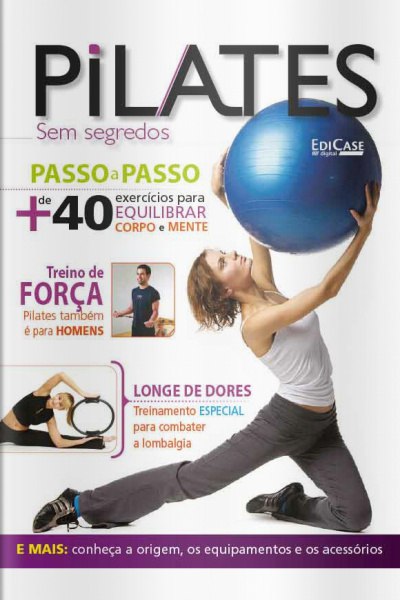 PiLATES
Sem segredos
EDICASE
digital
PASSO a PASSO
+ de 40 exercícios para
EQUILIBRAR
CORPO e MENTE
Treino de
FORÇA
Pilates também
é para HOMENS
LONGE DE DORES
Treinamento ESPECIAL
para combater
a lombalgia
E MAIS: conheça a origem, os equipamentos e os acessórios